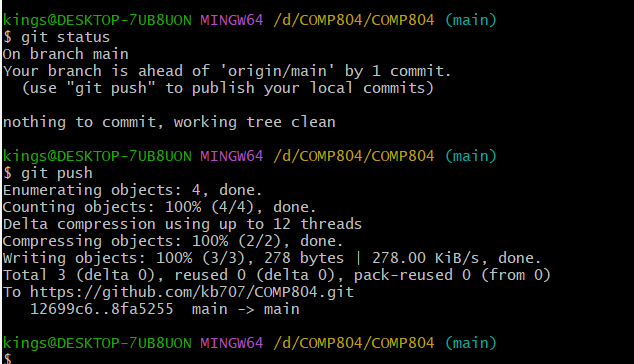 kings@DESKTOP-7UB8UON MINGW64 /d/COMP804/COMP804 (main)
$ git status
On branch main
Your branch is ahead of 'origin/main' by 1 commit.
  (use "git push" to publish your local commits)

nothing to commit, working tree clean

kings@DESKTOP-7UB8UON MINGW64 /d/COMP804/COMP804 (main)
$ git push
Enumerating objects: 4, done.
Counting objects: 100% (4/4), done.
Delta compression using up to 12 threads
Compressing objects: 100% (2/2), done.
Writing objects: 100% (3/3), 278 bytes | 278.00 KiB/s, done.
Total 3 (delta 0), reused 0 (delta 0), pack-reused 0 (from 0)
To https://github.com/kb707/COMP804.git
   12699c6..8fa5255  main -> main

kings@DESKTOP-7UB8UON MINGW64 /d/COMP804/COMP804 (main)
$